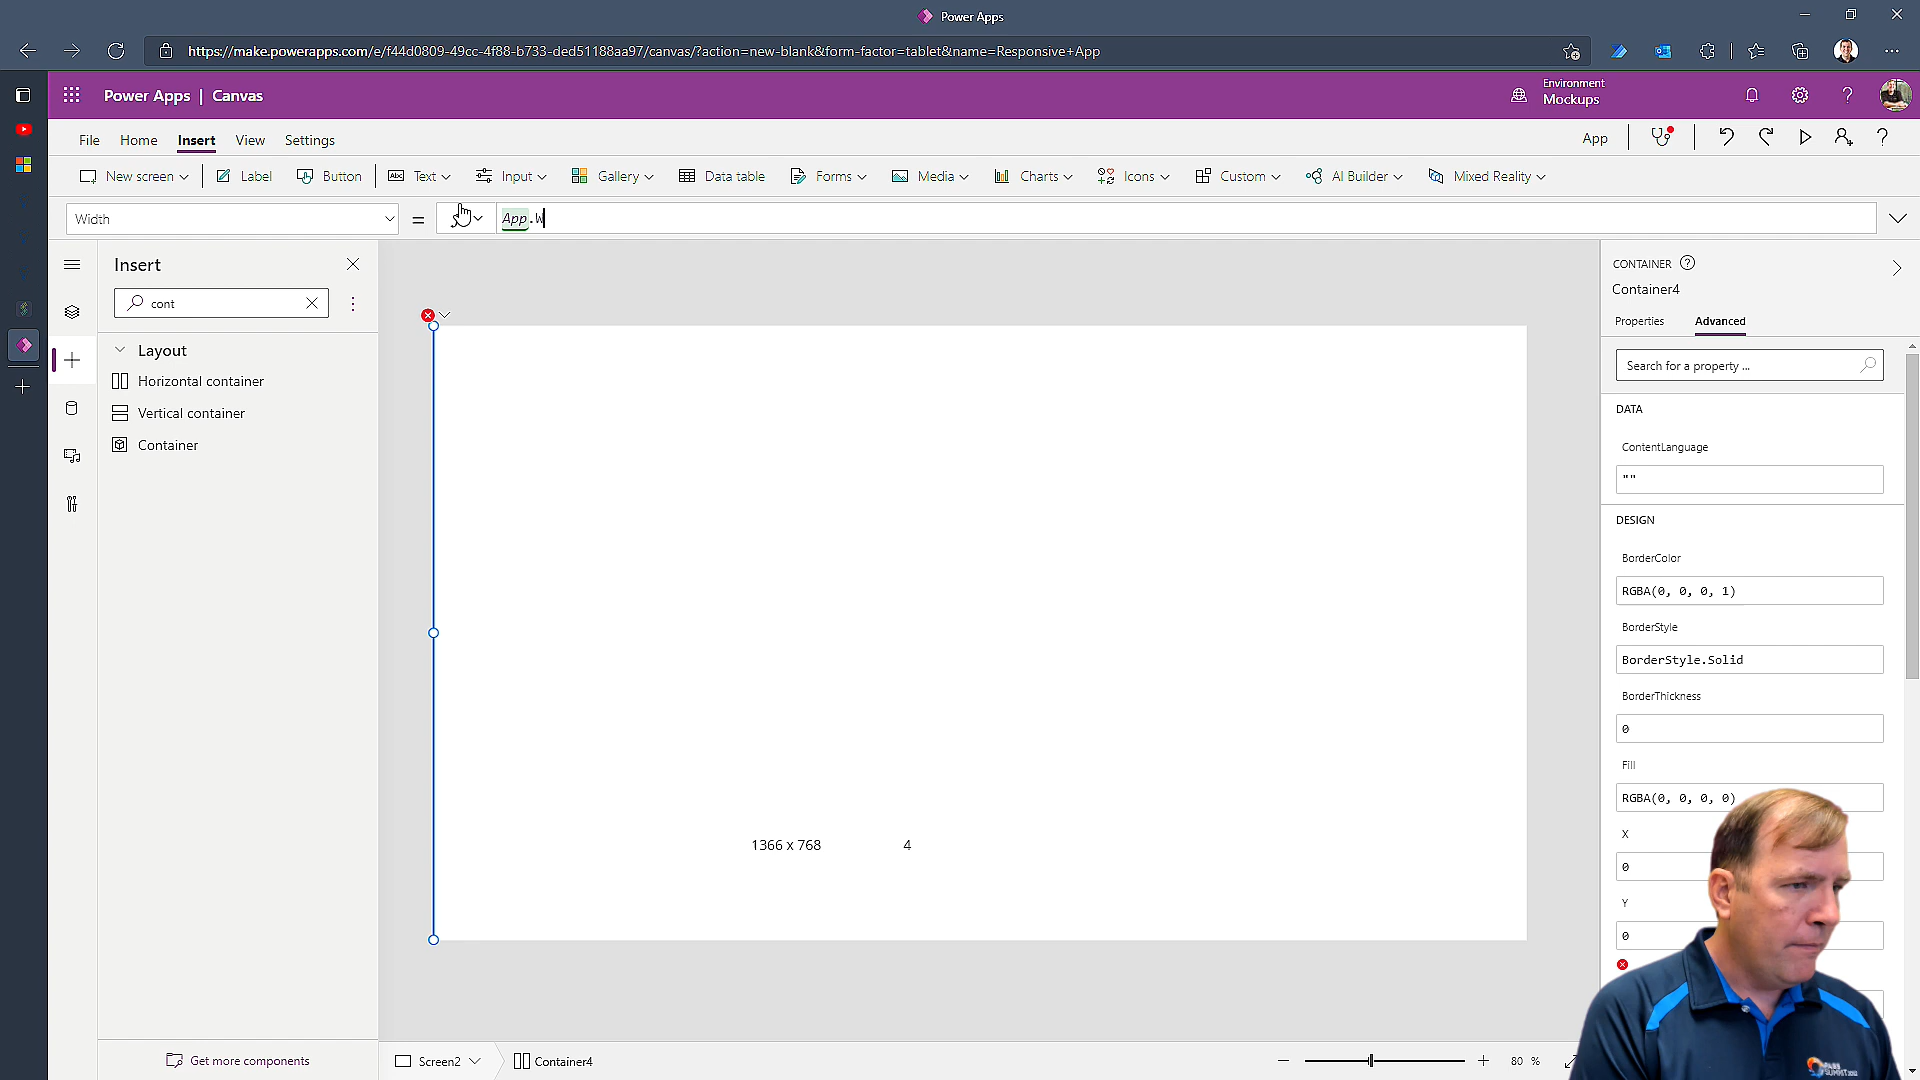 Power Apps
https://make.powerapps.com/e/f44d0809-49cc-4f88-b733-ded51188aa97/canvas/?action=new-blank&form-factor=tablet&name=Responsive+App
Power Apps | Canvas
Environment
Mockups
File Home Insert View Settings
App
New screen Label Button Text Input Gallery Data table Forms Media Charts Icons Custom AI Builder Mixed Reality
Width = App.W
Insert
cont
Layout
Horizontal container
Vertical container
Container
Get more components
1366 x 768 4
Screen2 Container4
80 %
CONTAINER
Container4
Properties Advanced
Search for a property ...
DATA
ContentLanguage
""
DESIGN
BorderColor
RGBA(0, 0, 0, 1)
BorderStyle
BorderStyle.Solid
BorderThickness
0
Fill
RGBA(0, 0, 0, 0)
X
0
Y
0